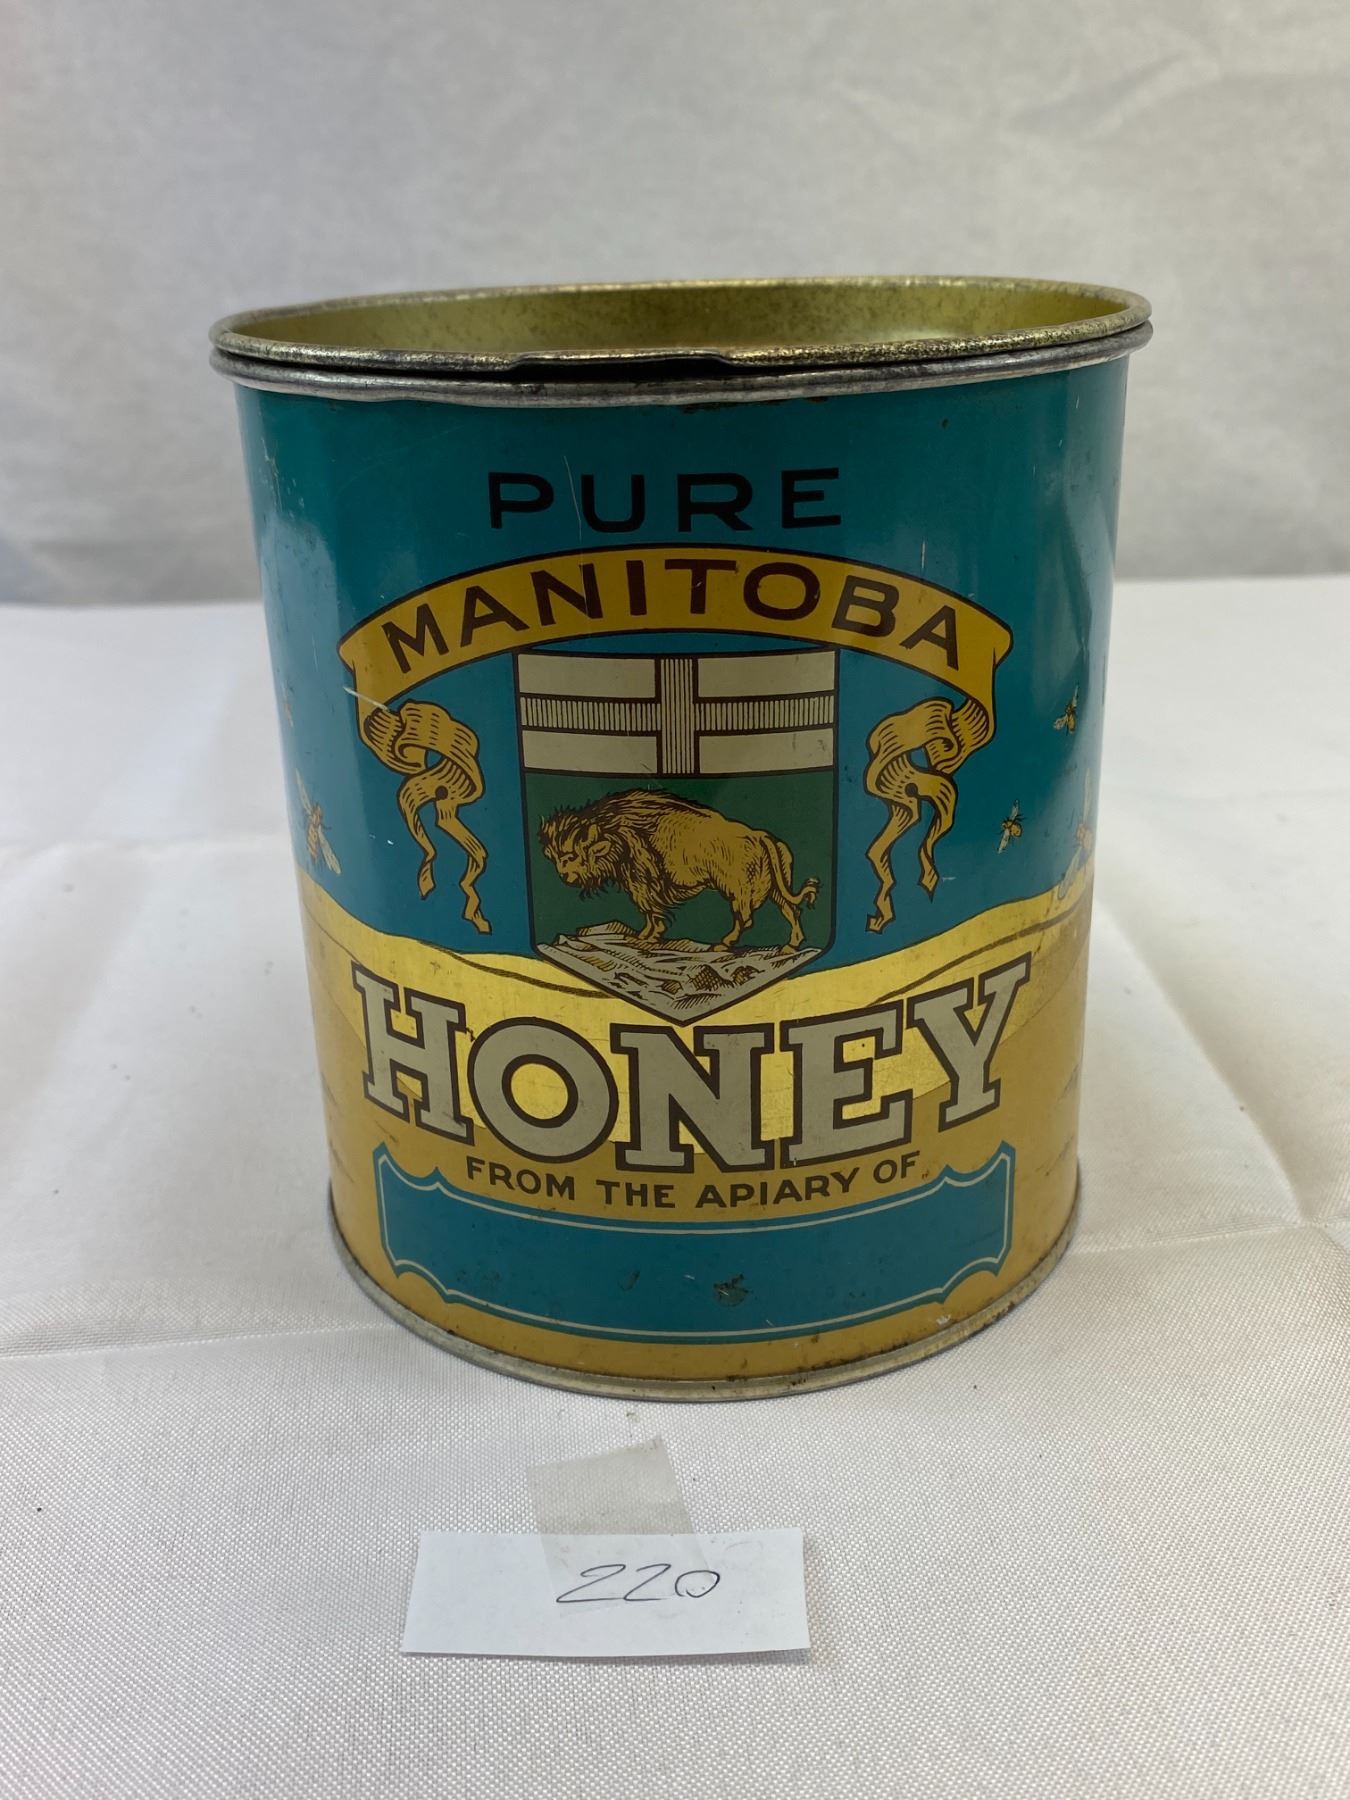 PURE
MANITOBA
HONEY
FROM THE APIARY OF
220